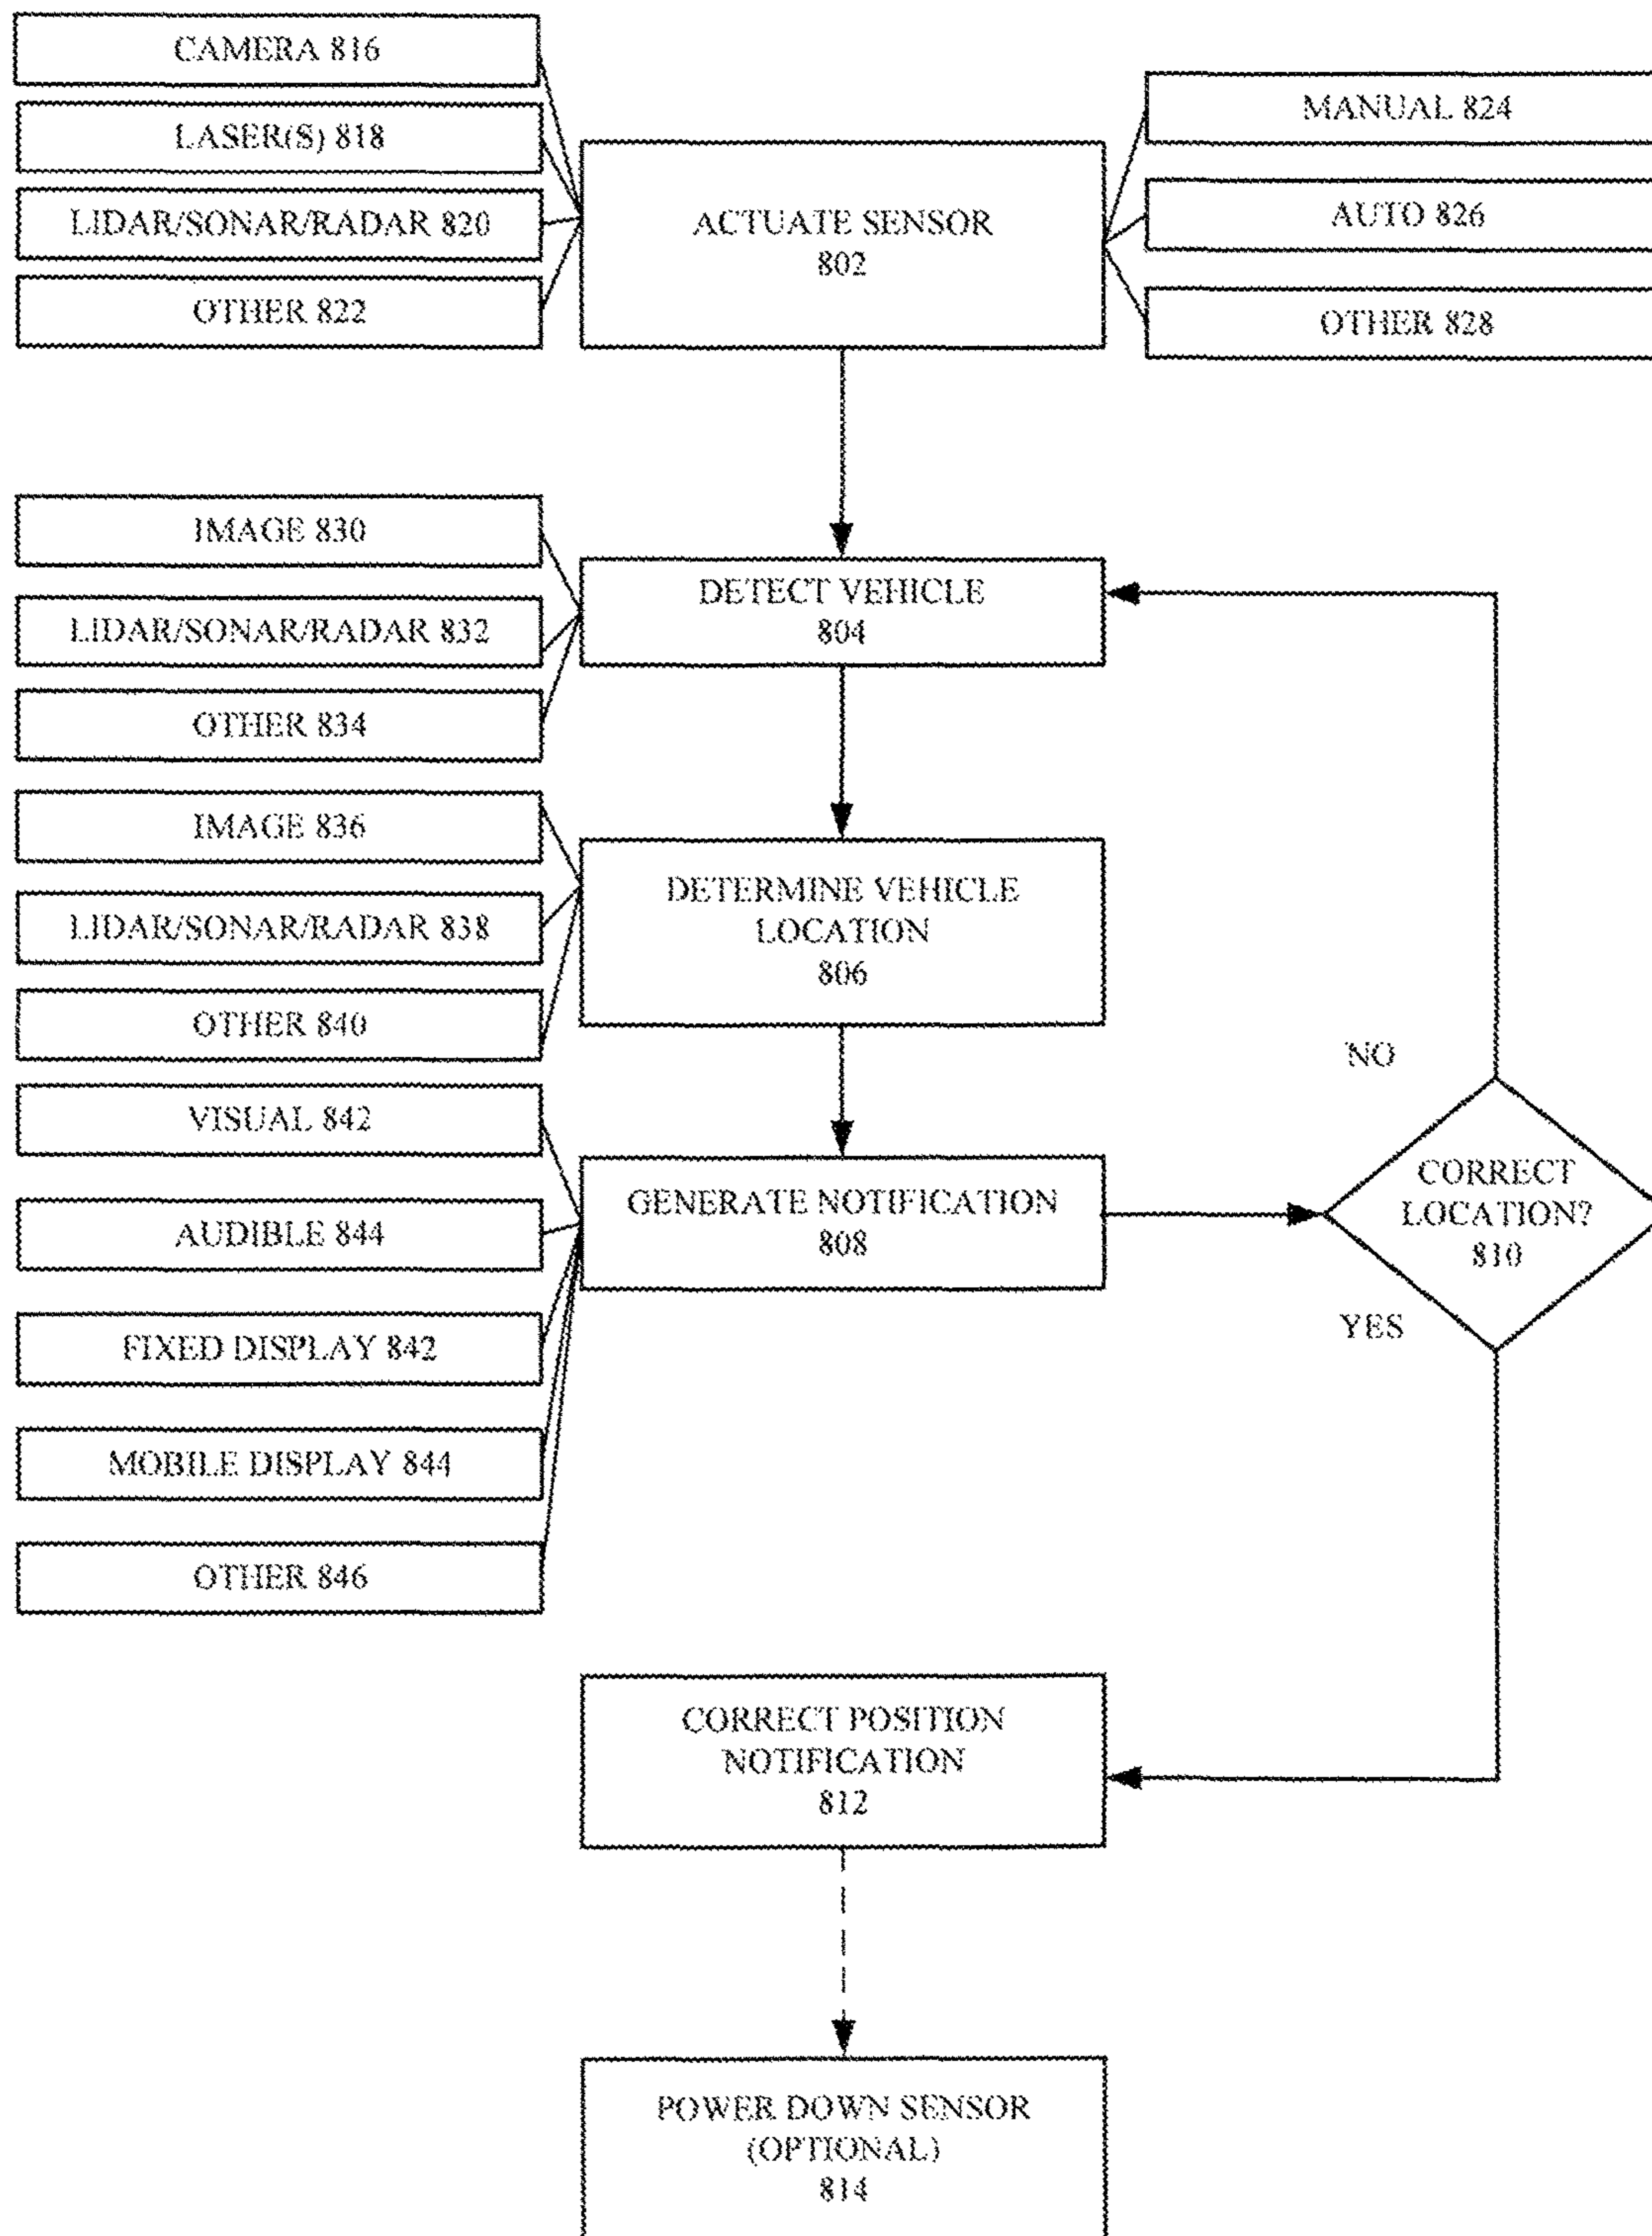 CAMERA 816
LASER(S) 818
LIDAR/SONAR/RADAR 820
OTHER 822
ACTUATE SENSOR
802
MANUAL 824
AUTO 826
OTHER 828
IMAGE 830
LIDAR/SONAR/RADAR 832
OTHER 834
DETECT VEHICLE
804
IMAGE 836
LIDAR/SONAR/RADAR 838
OTHER 840
DETERMINE VEHICLE
LOCATION
806
VISUAL 842
AUDIBLE 844
FIXED DISPLAY 842
MOBILE DISPLAY 844
OTHER 846
GENERATE NOTIFICATION
808
NO
CORRECT
LOCATION?
810
YES
CORRECT POSITION
NOTIFICATION
812
POWER DOWN SENSOR
(OPTIONAL)
814